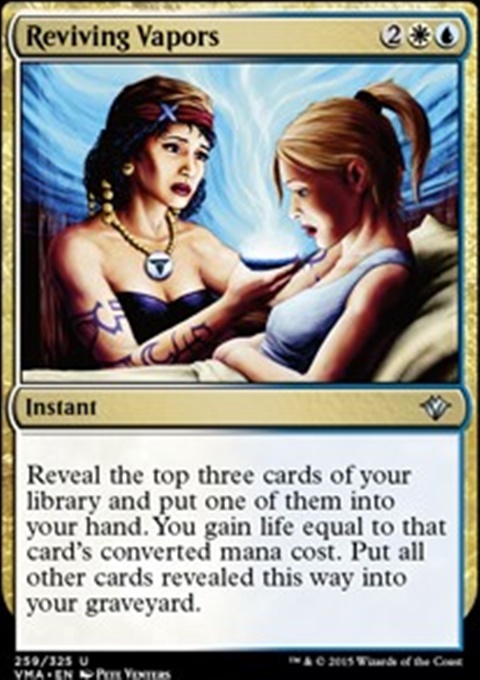 Reviving Vapors 2
Instant
Reveal the top three cards of your
library and put one of them into
your hand. You gain life equal to that
card's converted mana cost. Put all
other cards revealed this way into
your graveyard.
259/325 U
VMA • EN Pete Venters
™ & © 2015 Wizards of the Coast